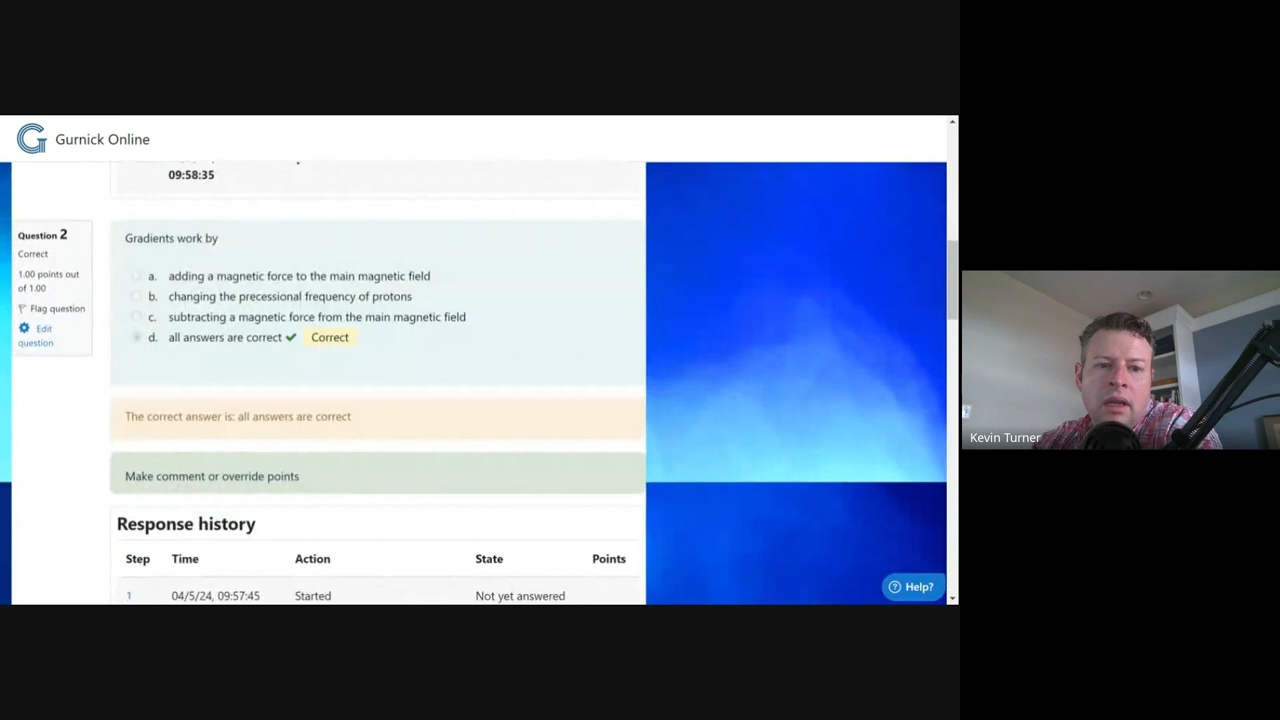 Gurnick Online
09:58:35
Question 2
Correct
1.00 points out
of 1.00
Flag question
Edit
question
Gradients work by
a. adding a magnetic force to the main magnetic field
b. changing the precessional frequency of protons
c. subtracting a magnetic force from the main magnetic field
d. all answers are correct Correct
The correct answer is: all answers are correct
Make comment or override points
Response history
Step Time Action State Points
1 04/5/24, 09:57:45 Started Not yet answered
Help?
Kevin Turner